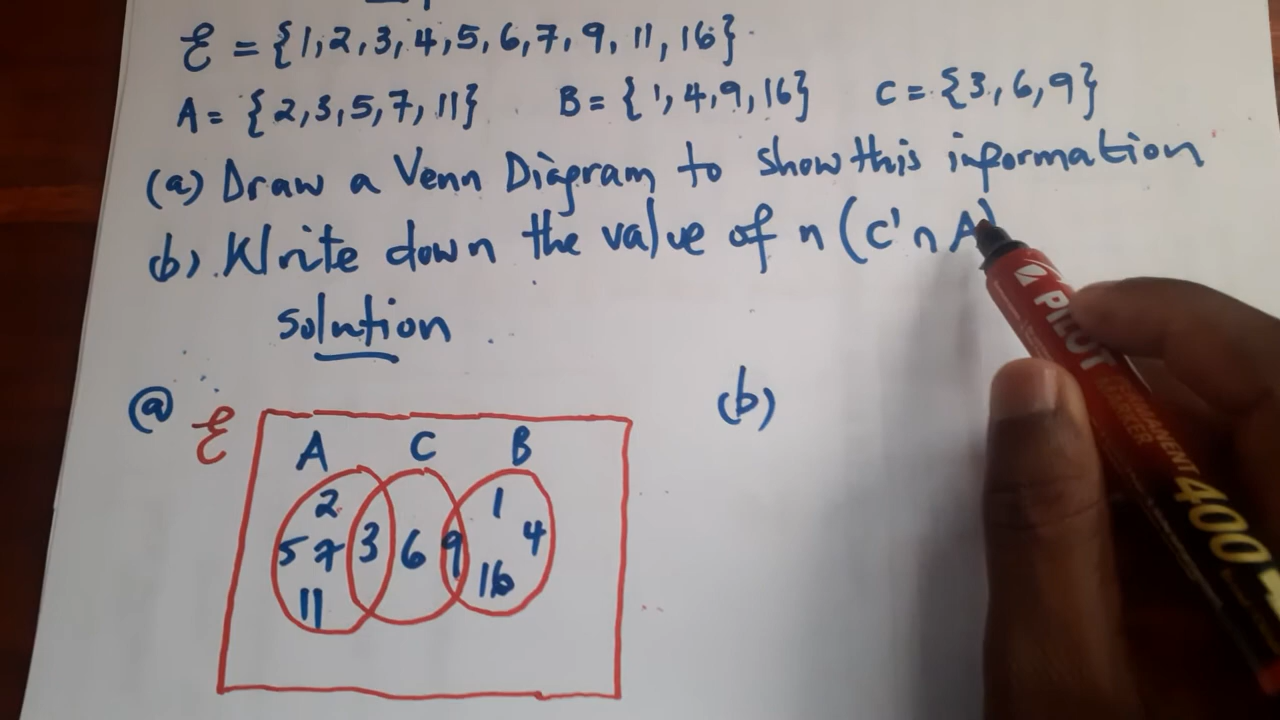 ℰ = {1,2,3,4,5,6,7,9,11,16}
A = {2,3,5,7,11} B = {1,4,9,16} C = {3,6,9}
(a) Draw a Venn Diagram to show this information
(b). Write down the value of n (C'∩ A)
solution
(a)
ℰ
A C B
2
5 7 3 6 9
11
1
4
16
(b)
PILOT
PERMANENT MARKER
400